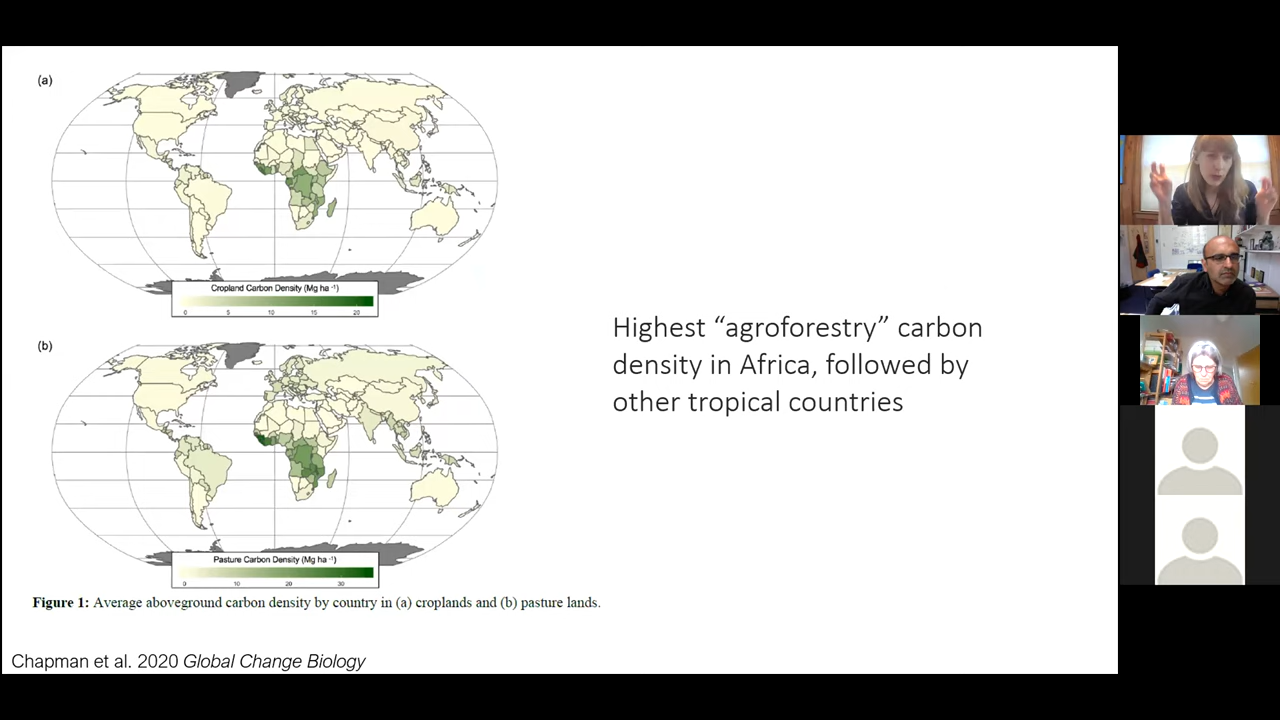 (a)
Cropland Carbon Density (Mg ha -1)
0 5 10 15 20
(b)
Pasture Carbon Density (Mg ha -1)
0 10 20 30
Figure 1: Average aboveground carbon density by country in (a) croplands and (b) pasture lands.
Highest “agroforestry” carbon
density in Africa, followed by
other tropical countries
Chapman et al. 2020 Global Change Biology